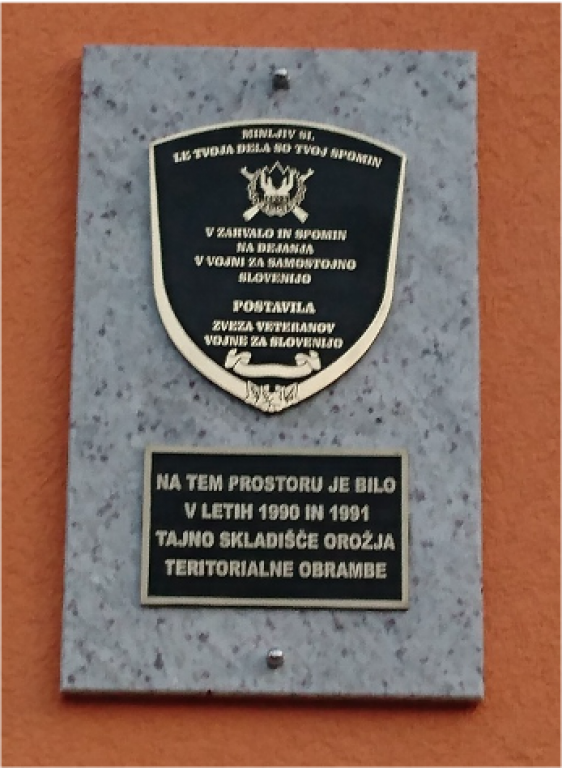 MINLJIV SI,
LE TVOJA DELA SO TVOJ SPOMIN
V ZAHVALO IN SPOMIN
NA DEJANJA
V VOJNI ZA SAMOSTOJNO
SLOVENIJO
POSTAVILA
ZVEZA VETERANOV
VOJNE ZA SLOVENIJO
NA TEM PROSTORU JE BILO
V LETIH 1990 IN 1991
TAJNO SKLADIŠČE OROŽJA
TERITORIALNE OBRAMBE